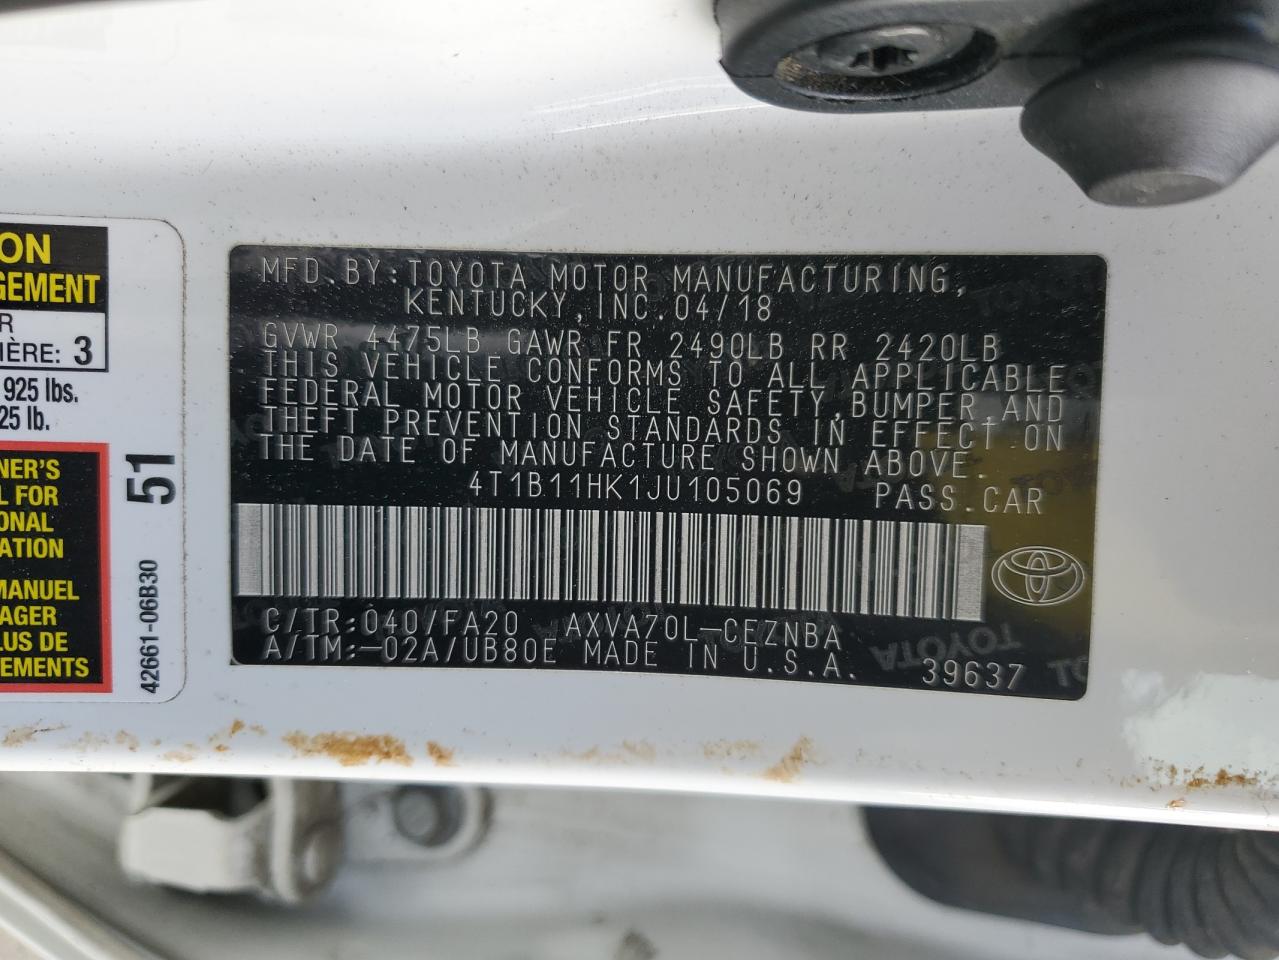 ON
GEMENT
R
IÈRE: 3
925 lbs.
25 lb.
NER'S
L FOR
ONAL
ATION
MANUEL
AGER
LUS DE
EMENTS
51
42661-06B30
MFD.BY:TOYOTA MOTOR MANUFACTURING,
KENTUCKY,INC.04/18
GVWR 4475LB GAWR FR 2490LB RR 2420LB
THIS VEHICLE CONFORMS TO ALL APPLICABLE
FEDERAL MOTOR VEHICLE SAFETY,BUMPER,AND
THEFT PREVENTION STANDARDS IN EFFECT ON
THE DATE OF MANUFACTURE SHOWN ABOVE.
4T1B11HK1JU105069 PASS.CAR
C/TR:040/FA20 AXVA70L-CEZNBA
A/TM:-02A/UB80E MADE IN U.S.A. 39637
TOYOTA